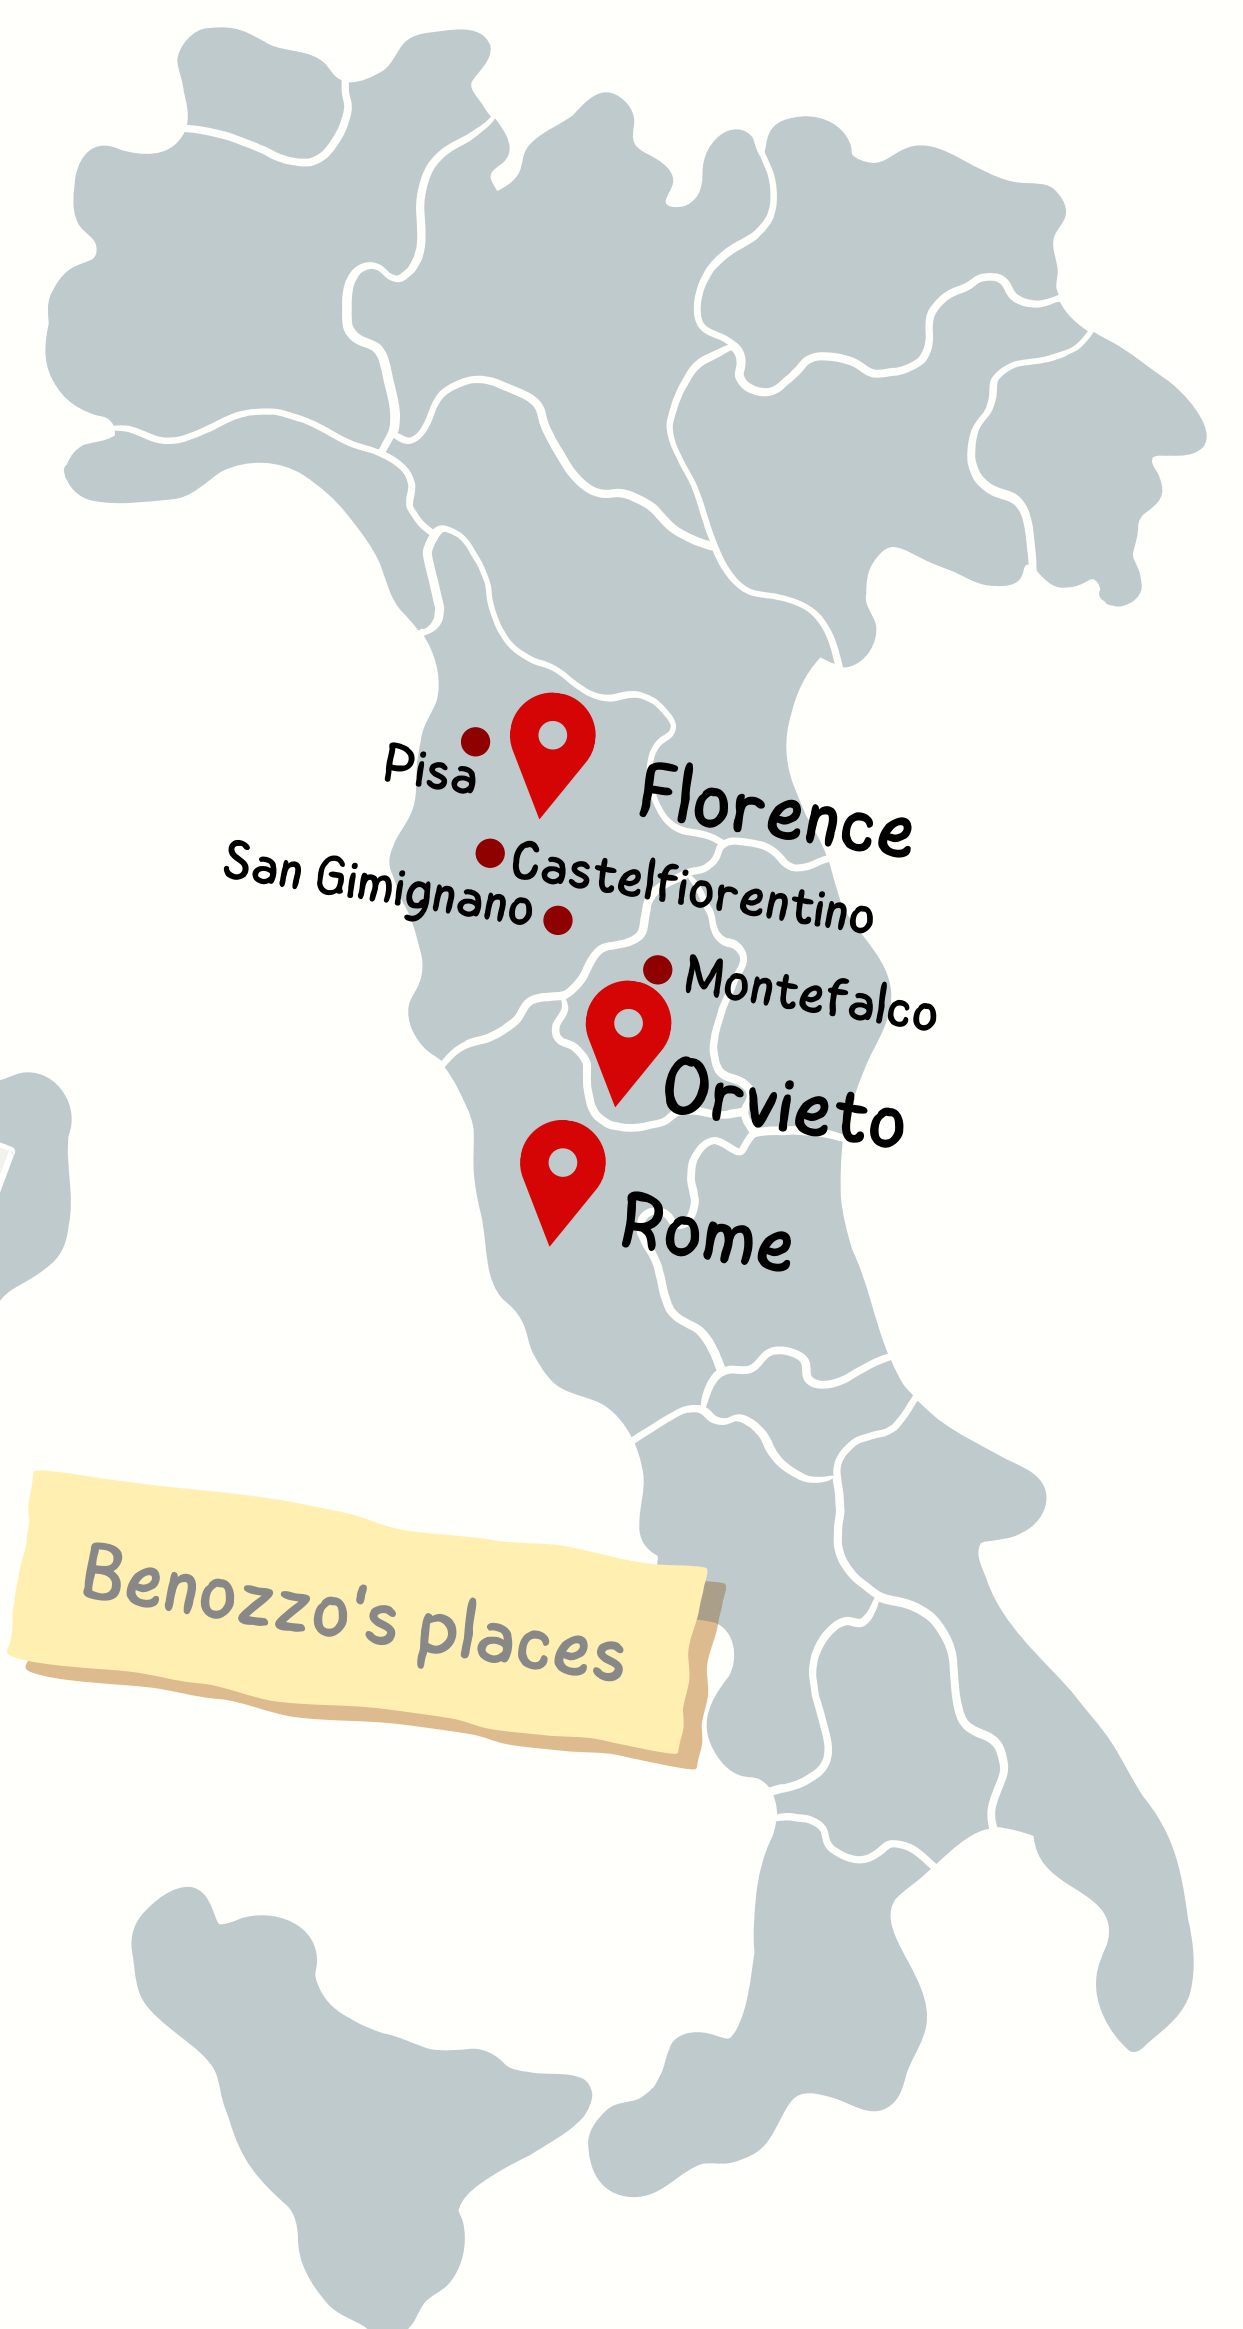 Pisa
Florence
San Gimignano
Castelfiorentino
Montefalco
Orvieto
Rome
Benozzo's places